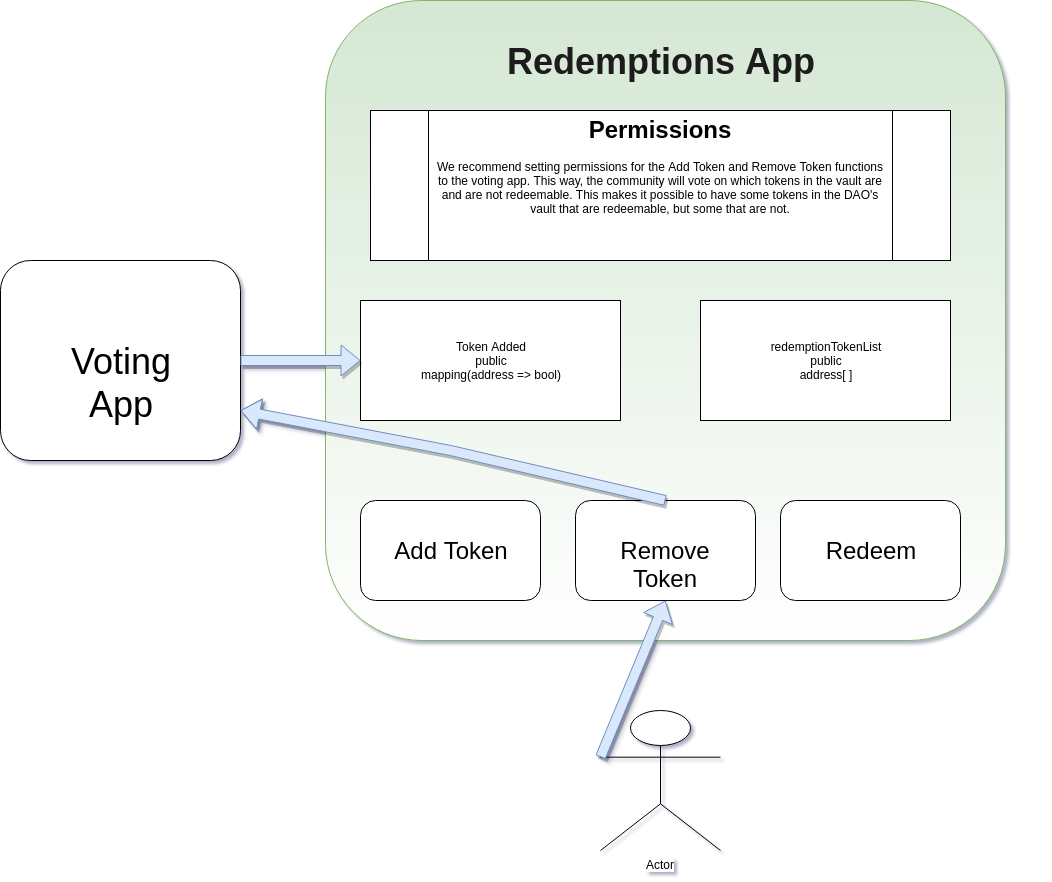 Redemptions App
Permissions
We recommend setting permissions for the Add Token and Remove Token functions
to the voting app. This way, the community will vote on which tokens in the vault are
and are not redeemable. This makes it possible to have some tokens in the DAO's
vault that are redeemable, but some that are not.
Voting
App
Token Added
public
mapping(address => bool)
redemptionTokenList
public
address[ ]
Add Token
Remove
Token
Redeem
Actor